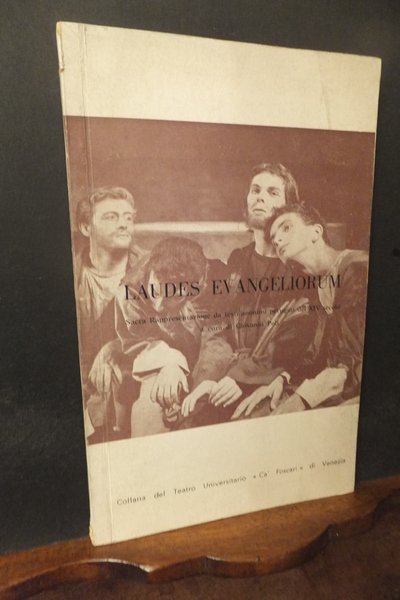 LAUDES EVANGELIORUM
Sacra Rappresentazione da testi anonimi perugini del XIV secolo
a cura di Giovanni Poli
Collana del Teatro Universitario « Ca' Foscari » di Venezia